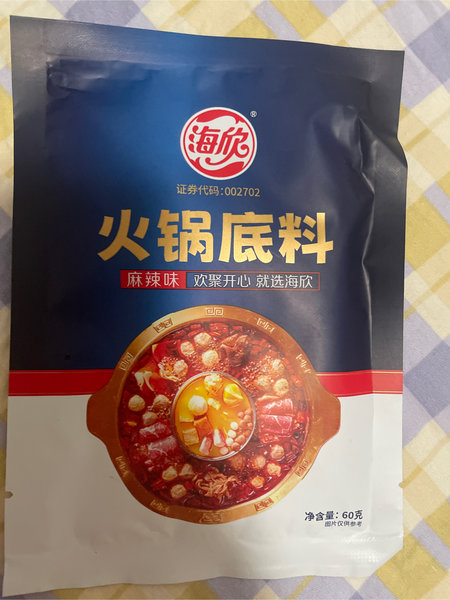 海欣®
证券代码:002702
火锅底料
麻辣味 欢聚开心 就选海欣
净含量:60克
图片仅供参考